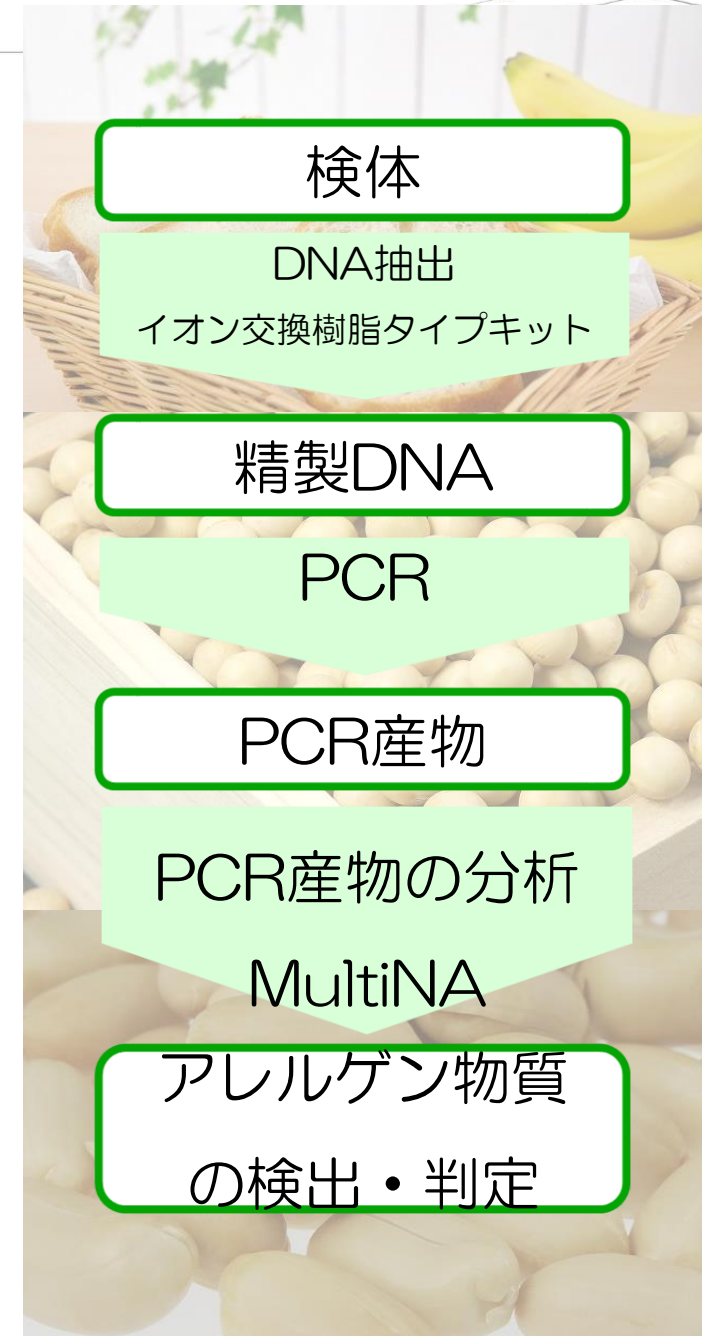 検体
DNA抽出
イオン交換樹脂タイプキット
精製DNA
PCR
PCR産物
PCR産物の分析
MultiNA
アレルゲン物質
の検出・判定